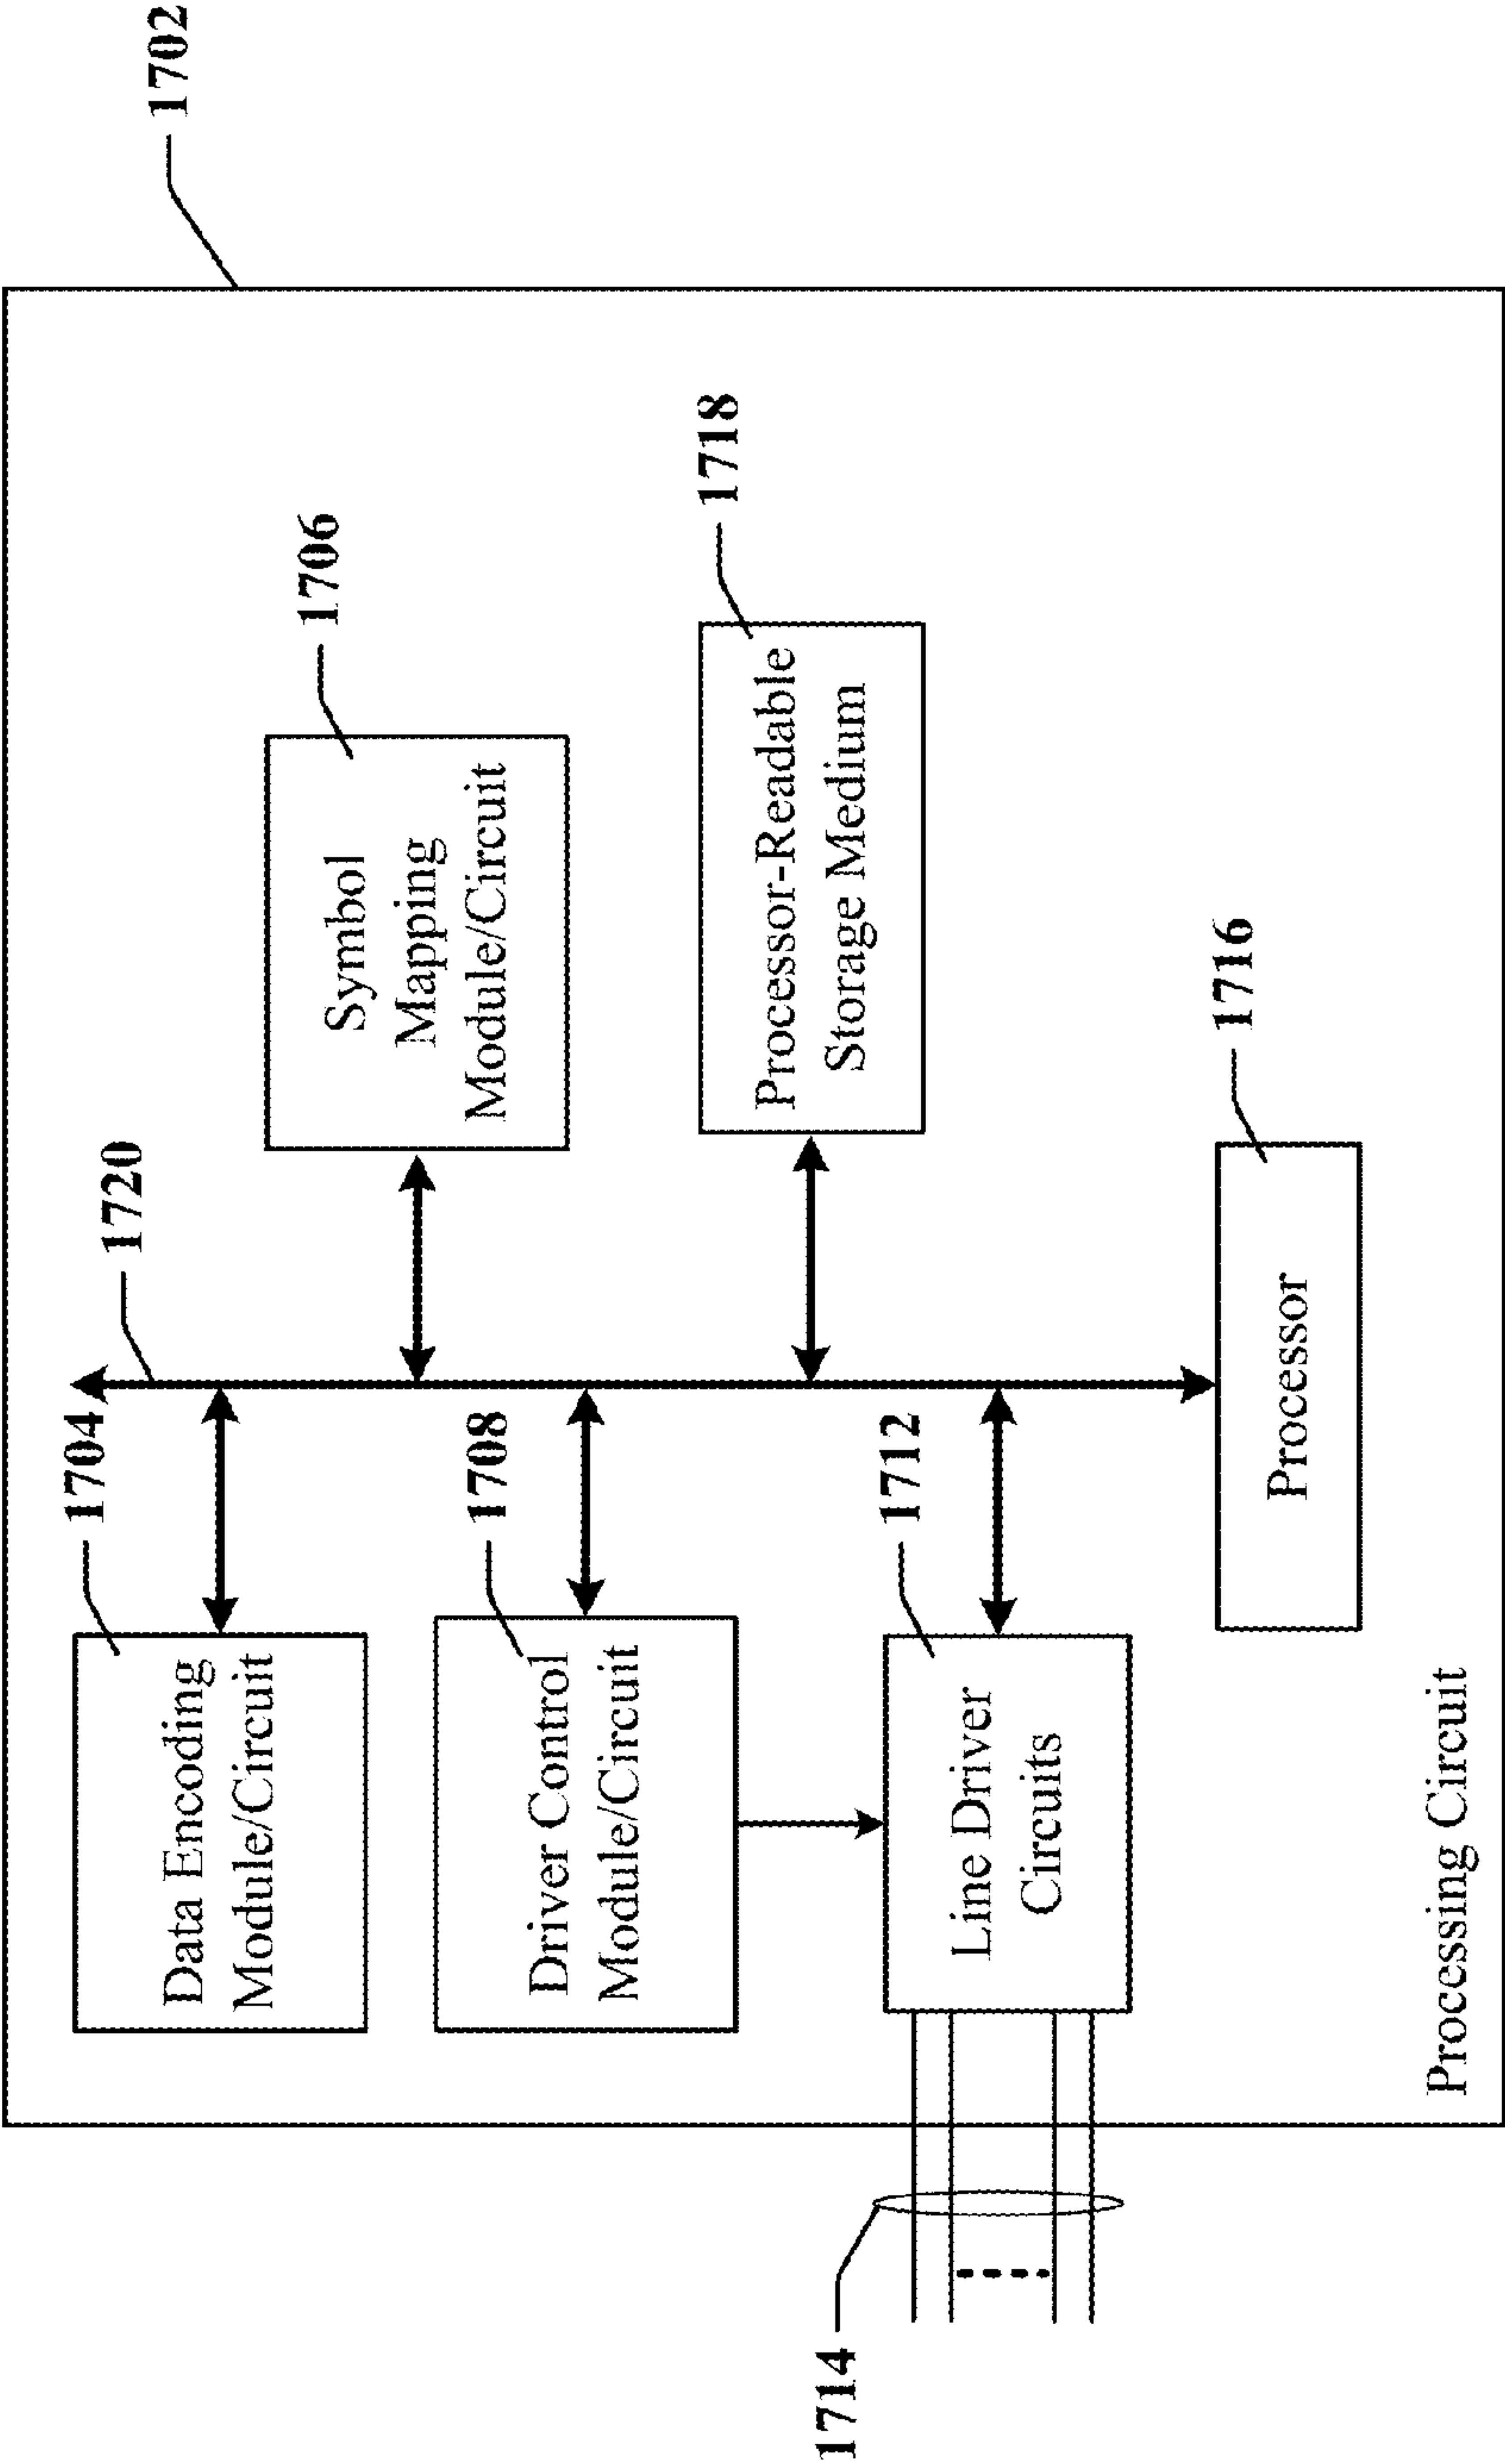 1702
1720
1704
Data Encoding
Module/Circuit
1706
Symbol
Mapping
Module/Circuit
1708
Driver Control
Module/Circuit
1718
Processor-Readable
Storage Medium
1714
1712
Line Driver
Circuits
1716
Processor
Processing Circuit